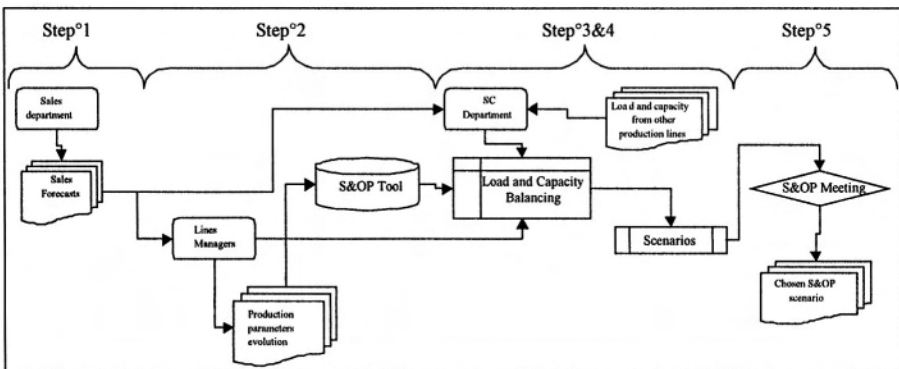 Step°1
Step°2
Step°3&4
Step°5
Sales
department
Sales
Forecasts
Lines
Managers
Production
parameters
evolution
S&OP Tool
SC
Department
Load and capacity
from other
production lines
Load and Capacity
Balancing
Scenarios
S&OP Meeting
Chosen S&OP
scenario